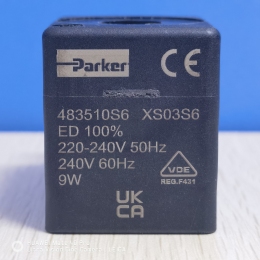 Parker
CE
483510S6 XS03S6
ED 100%
220-240V 50Hz
240V 60Hz
9W
VDE
REG.F431
UK
CA